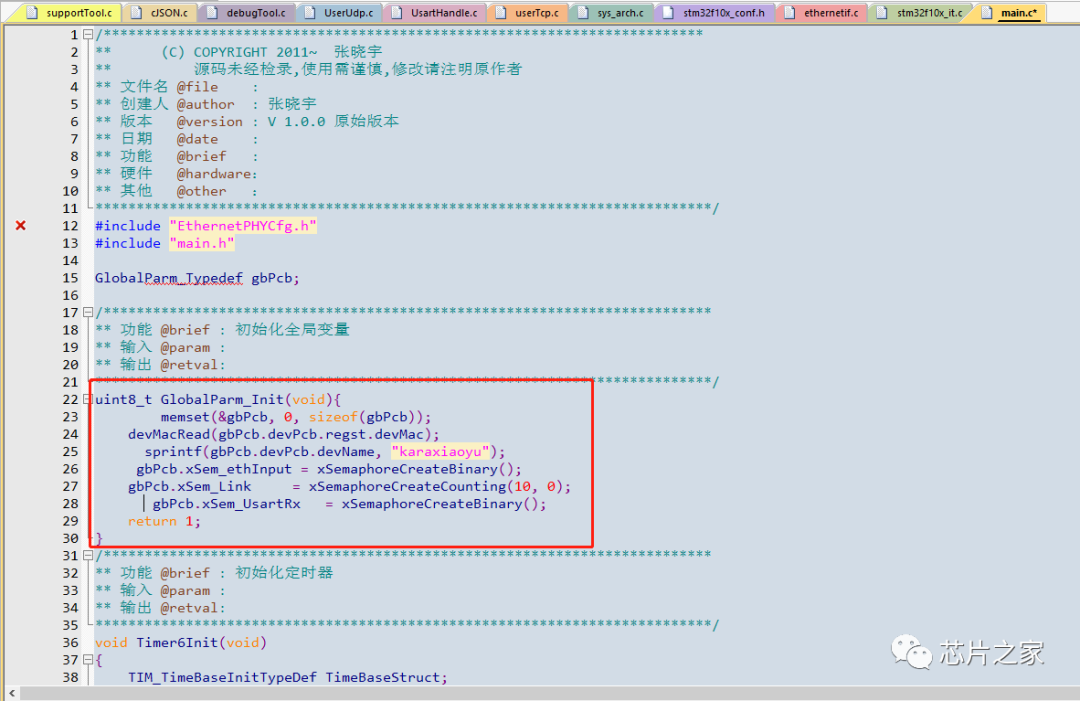 supportTool.c cJSON.c debugTool.c UserUdp.c UsartHandle.c userTcp.c sys_arch.c stm32f10x_conf.h ethernetif.c stm32f10x_it.c main.c*
1 /*************************************************************************
2 ** (C) COPYRIGHT 2011~ 张晓宇
3 ** 源码未经检录,使用需谨慎,修改请注明原作者
4 ** 文件名 @file :
5 ** 创建人 @author : 张晓宇
6 ** 版本 @version : V 1.0.0 原始版本
7 ** 日期 @date :
8 ** 功能 @brief :
9 ** 硬件 @hardware:
10 ** 其他 @other :
11 ***************************************************************************/
12 #include "EthernetPHYCfg.h"
13 #include "main.h"
14
15 GlobalParm_Typedef gbPcb;
16
17 /**************************************************************************
18 ** 功能 @brief : 初始化全局变量
19 ** 输入 @param :
20 ** 输出 @retval:
21 ***************************************************************************/
22 uint8_t GlobalParm_Init(void){
23 memset(&gbPcb, 0, sizeof(gbPcb));
24 devMacRead(gbPcb.devPcb.regst.devMac);
25 sprintf(gbPcb.devPcb.devName, "karaxiaoyu");
26 gbPcb.xSem_ethInput = xSemaphoreCreateBinary();
27 gbPcb.xSem_Link = xSemaphoreCreateCounting(10, 0);
28 gbPcb.xSem_UsartRx = xSemaphoreCreateBinary();
29 return 1;
30 }
31 /**************************************************************************
32 ** 功能 @brief : 初始化定时器
33 ** 输入 @param :
34 ** 输出 @retval:
35 ***************************************************************************/
36 void Timer6Init(void)
37 {
38 TIM_TimeBaseInitTypeDef TimeBaseStruct;
芯片之家